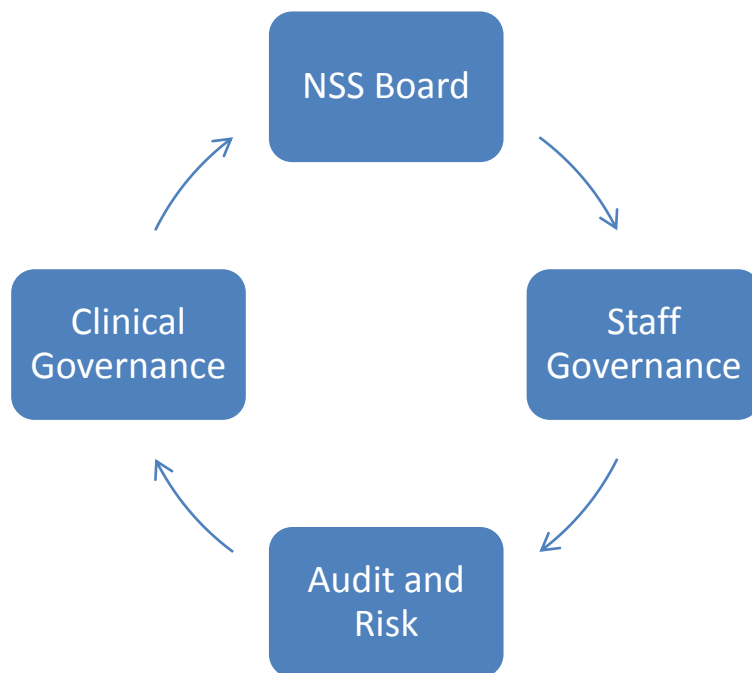 NSS Board
Staff
Governance
Audit and
Risk
Clinical
Governance